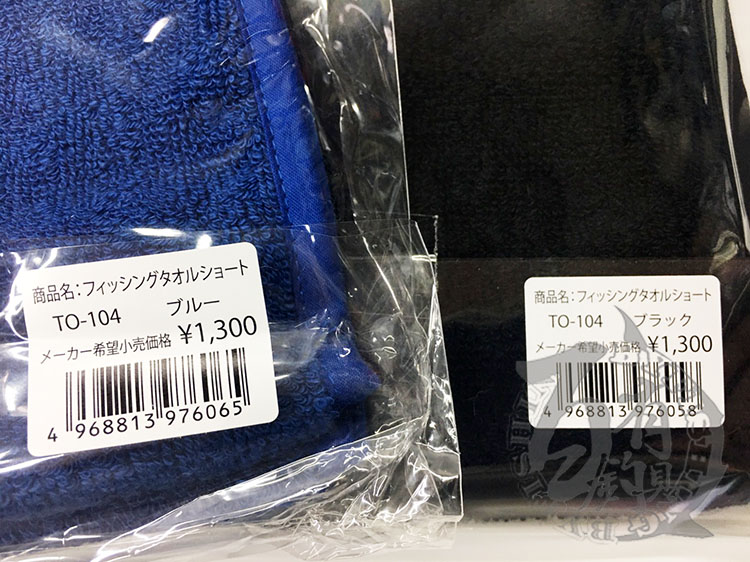 商品名:フィッシングタオルショート
TO-104 ブルー
メーカー希望小売価格 ¥1,300
4 968813 976065
商品名:フィッシングタオルショート
TO-104 ブラック
メーカー希望小売価格 ¥1,300
4 968813 976058
有
釣具